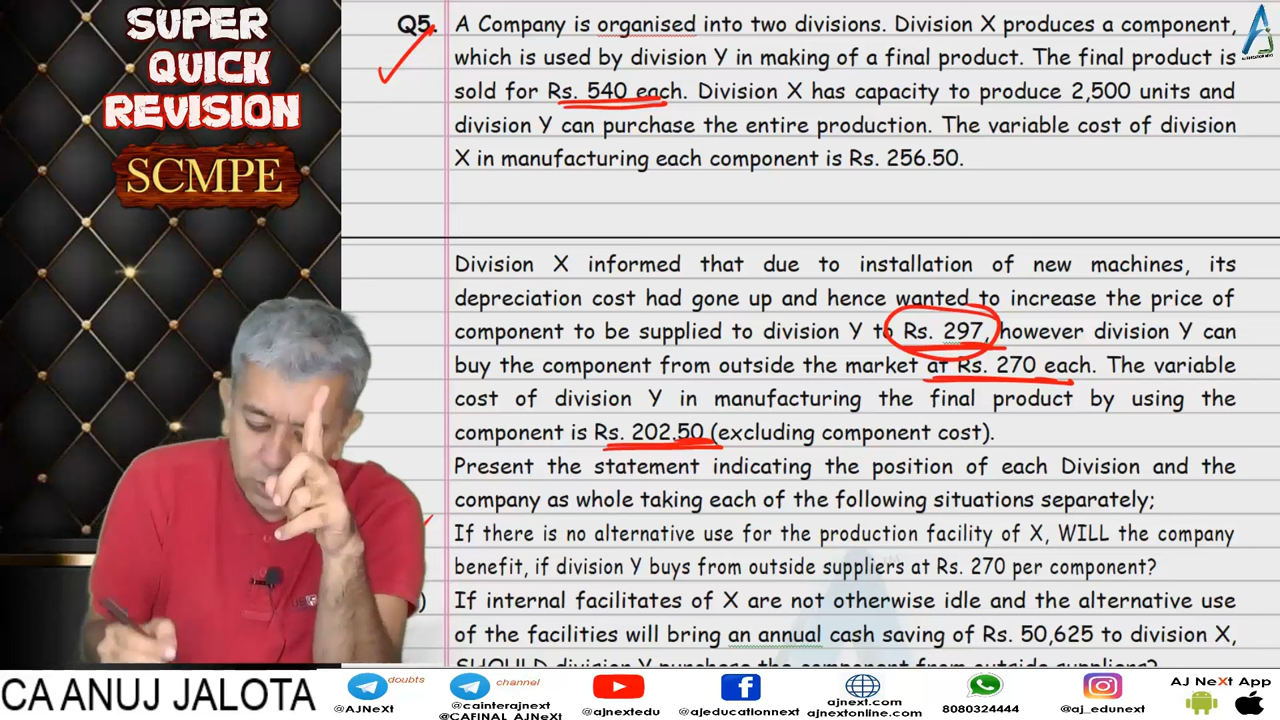 SUPER
QUICK
REVISION
SCMPE
Q5. A Company is organised into two divisions. Division X produces a component,
which is used by division Y in making of a final product. The final product is
sold for Rs. 540 each. Division X has capacity to produce 2,500 units and
division Y can purchase the entire production. The variable cost of division
X in manufacturing each component is Rs. 256.50.
Division X informed that due to installation of new machines, its
depreciation cost had gone up and hence wanted to increase the price of
component to be supplied to division Y to Rs. 297, however division Y can
buy the component from outside the market at Rs. 270 each. The variable
cost of division Y in manufacturing the final product by using the
component is Rs. 202.50 (excluding component cost).
Present the statement indicating the position of each Division and the
company as whole taking each of the following situations separately;
If there is no alternative use for the production facility of X, WILL the company
benefit, if division Y buys from outside suppliers at Rs. 270 per component?
) If internal facilitates of X are not otherwise idle and the alternative use
of the facilities will bring an annual cash saving of Rs. 50,625 to division X,
SHOULD division Y purchase the component from outside suppliers?
CA ANUJ JALOTA
doubts
@AJNeXt
channel
@cainterajnext
@CAFINAL_AJNeXt
@ajnextedu
@ajeducationnext
ajnext.com
ajnextonline.com
8080324444
@aj_edunext
AJ NeXt App